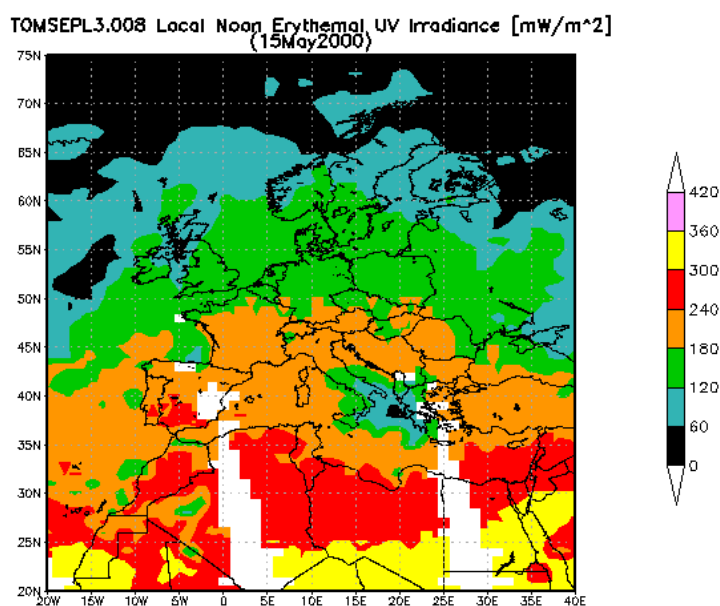 TOMSEPL3.008 Local Noon Erythemal UV Irradiance [mW/m^2]
(15May2000)
75N
70N
65N
60N
55N
50N
45N
40N
35N
30N
25N
20N
20W 15W 10W 5W 0 5E 10E 15E 20E 25E 30E 35E 40E
420
360
300
240
180
120
60
0